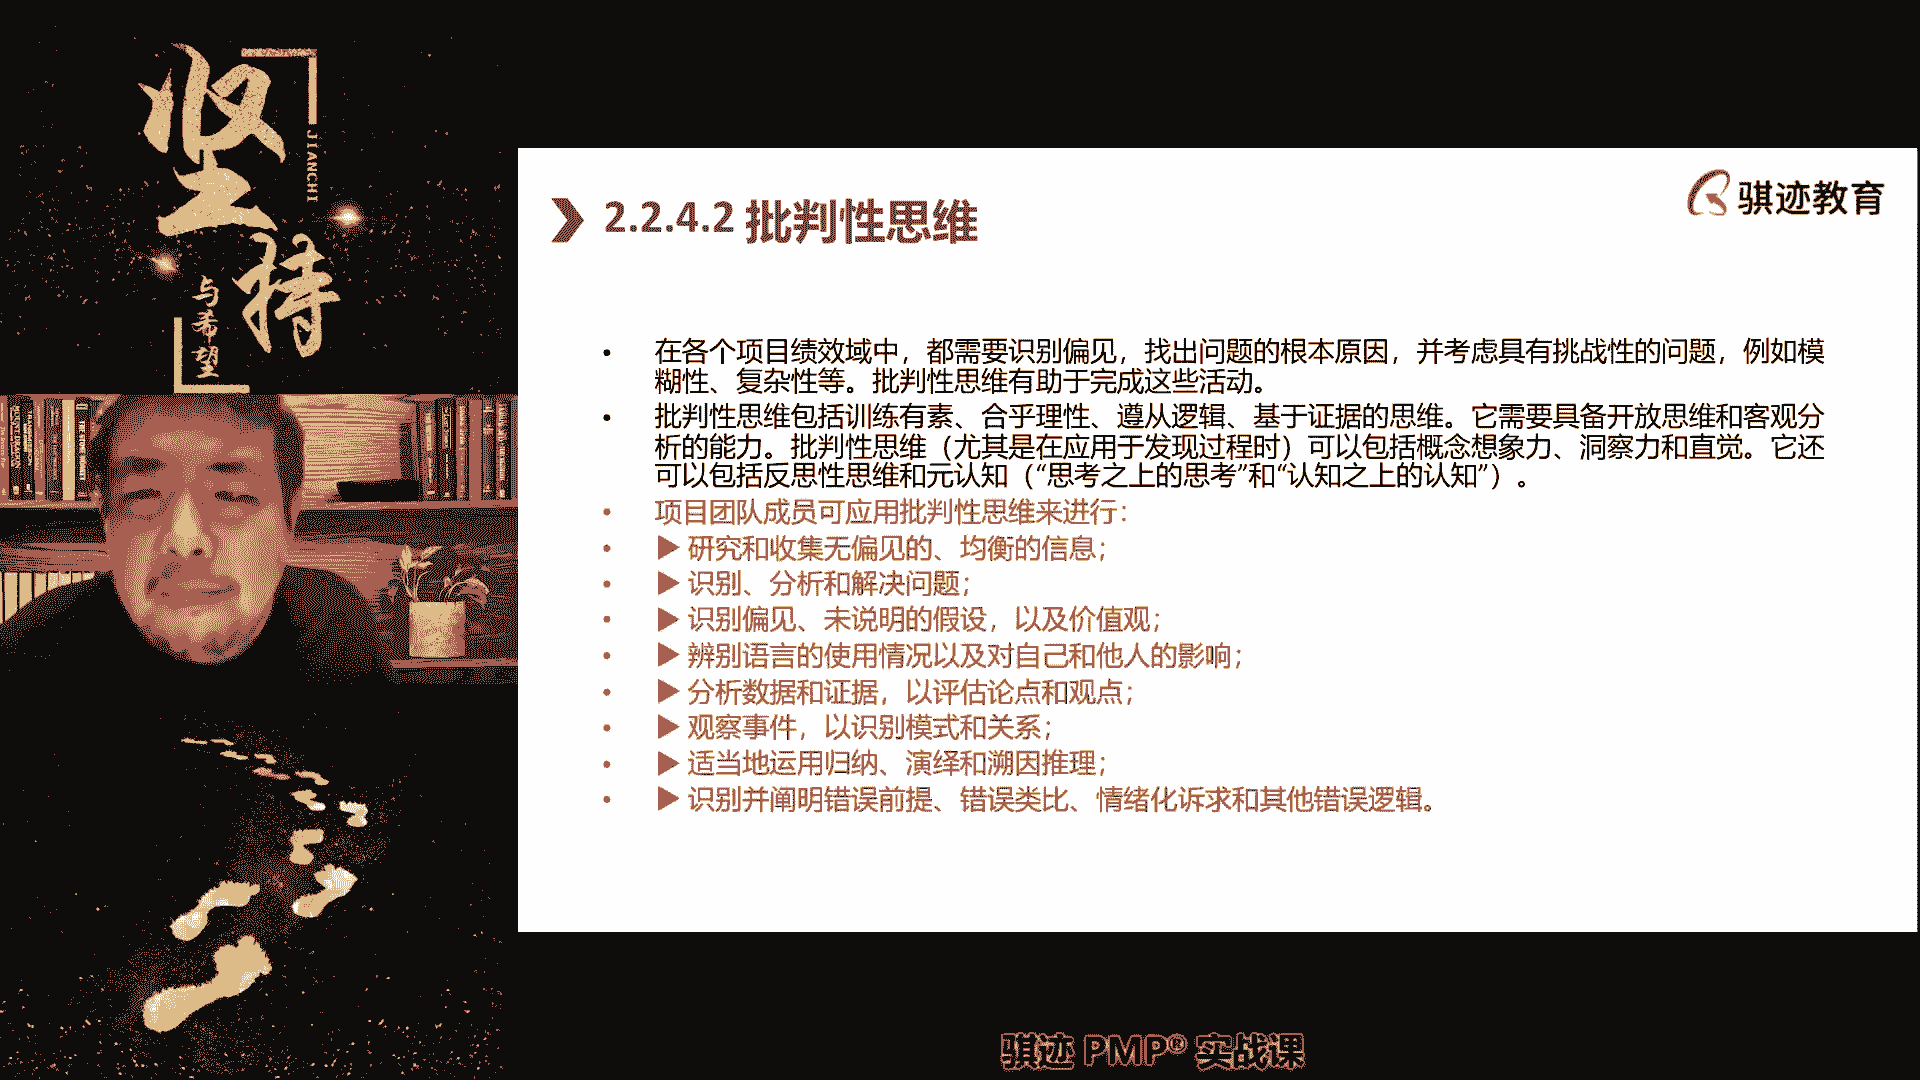 坚持
JIANCHI
与希望
骐迹教育
2.2.4.2 批判性思维
• 在各个项目绩效域中，都需要识别偏见，找出问题的根本原因，并考虑具有挑战性的问题，例如模
糊性、复杂性等。批判性思维有助于完成这些活动。
• 批判性思维包括训练有素、合乎理性、遵从逻辑、基于证据的思维。它需要具备开放思维和客观分
析的能力。批判性思维（尤其是在应用于发现过程时）可以包括概念想象力、洞察力和直觉。它还
可以包括反思性思维和元认知（“思考之上的思考”和“认知之上的认知”）。
• 项目团队成员可应用批判性思维来进行：
• ▶ 研究和收集无偏见的、均衡的信息；
• ▶ 识别、分析和解决问题；
• ▶ 识别偏见、未说明的假设，以及价值观；
• ▶ 辨别语言的使用情况以及对自己和他人的影响；
• ▶ 分析数据和证据，以评估论点和观点；
• ▶ 观察事件，以识别模式和关系；
• ▶ 适当地运用归纳、演绎和溯因推理；
• ▶ 识别并阐明错误前提、错误类比、情绪化诉求和其他错误逻辑。
骐迹 PMP® 实战课